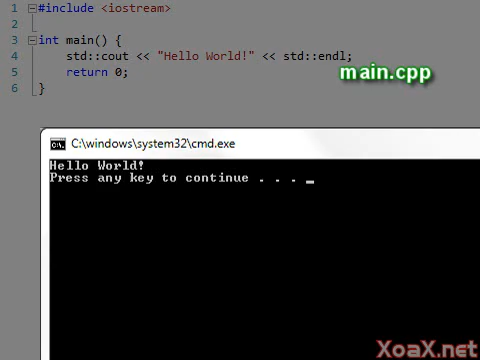 1 #include <iostream>
2
3 int main() {
4 std::cout << "Hello World!" << std::endl;
5 return 0;
6 }
main.cpp
C:\windows\system32\cmd.exe
Hello World!
Press any key to continue . . . _
XoaX.net